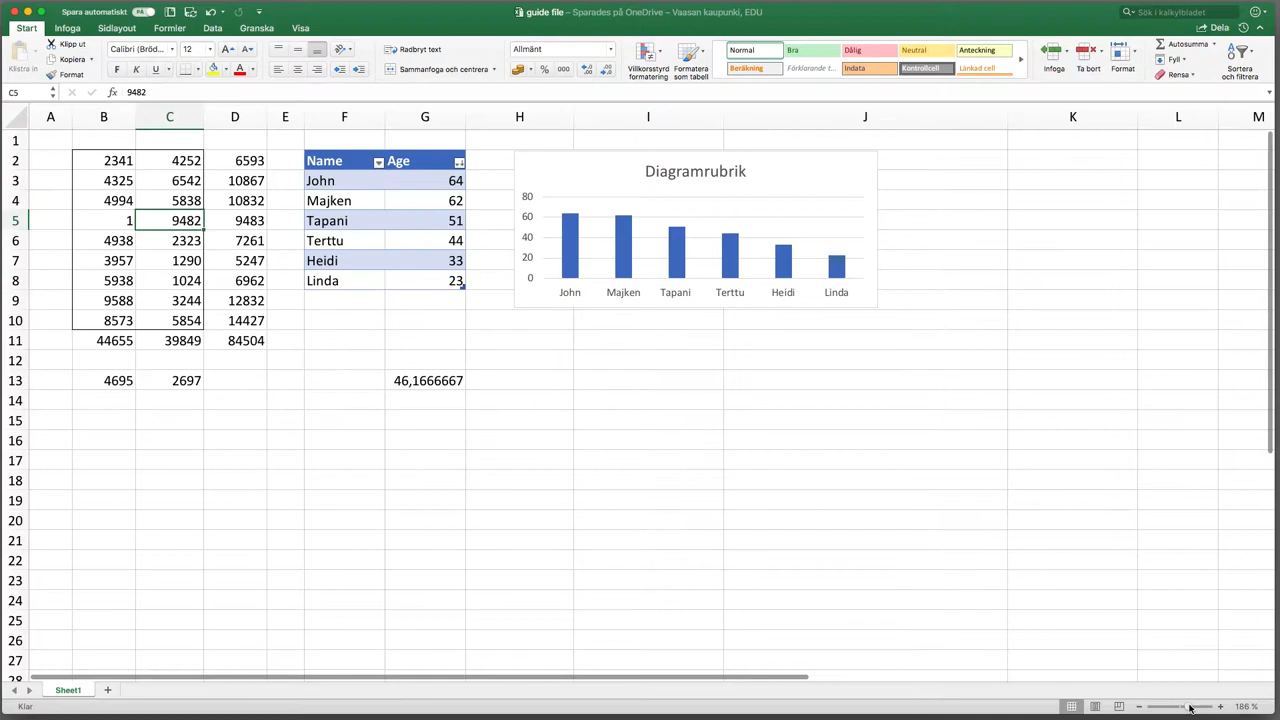 Spara automatiskt PÅ guide file – Sparades på OneDrive – Vaasan kaupunki, EDU Sök i kalkylbladet
Start Infoga Sidlayout Formler Data Granska Visa Dela
Klistra in Klipp ut Kopiera Format
Calibri (Bröd... 12 A A
F K U A
Radbryt text
Sammanfoga och centrera
Allmänt
% 000
Villkorsstyrd formatering Formatera som tabell
Normal Bra Dålig Neutral Anteckning
Beräkning Förklarande t... Indata Kontrollcell Länkad cell
Infoga Ta bort Format
Autosumma
Fyll
Rensa
Sortera och filtrera
C5 fx 9482
A B C D E F G H I J K L M
1
2 2341 4252 6593 Name Age
3 4325 6542 10867 John 64
4 4994 5838 10832 Majken 62
5 1 9482 9483 Tapani 51
6 4938 2323 7261 Terttu 44
7 3957 1290 5247 Heidi 33
8 5938 1024 6962 Linda 23
9 9588 3244 12832
10 8573 5854 14427
11 44655 39849 84504
12
13 4695 2697 46,1666667
14
15
16
17
18
19
20
21
22
23
24
25
26
27
28
Diagramrubrik
80
60
40
20
0
John Majken Tapani Terttu Heidi Linda
Sheet1
Klar 186 %